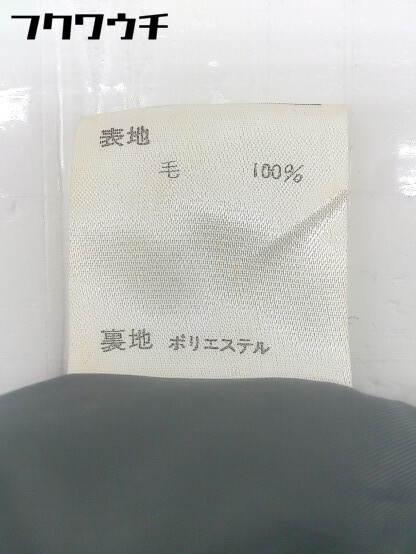 フクワウチ
表地
毛 100%
裏地 ポリエステル